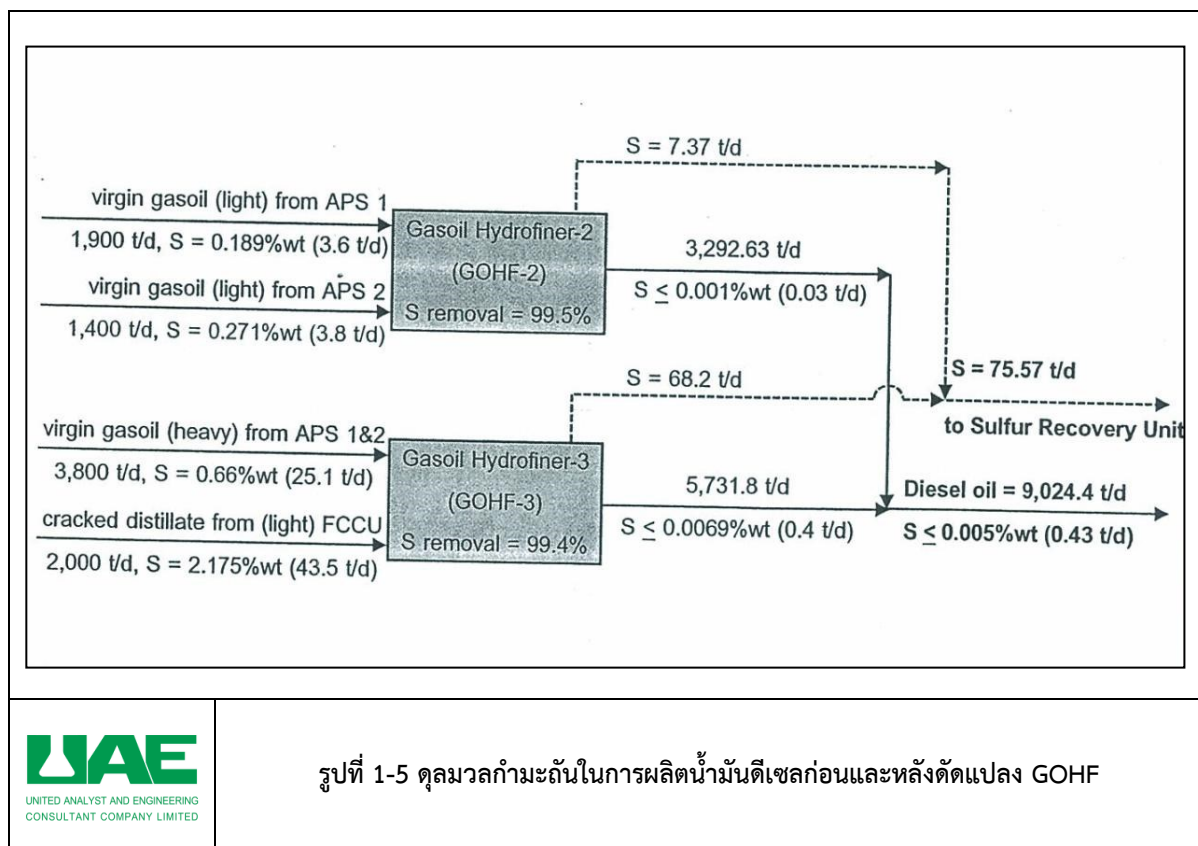 S = 7.37 t/d
virgin gasoil (light) from APS 1
1,900 t/d, S = 0.189%wt (3.6 t/d)
virgin gasoil (light) from APS 2
1,400 t/d, S = 0.271%wt (3.8 t/d)
Gasoil Hydrofiner-2
(GOHF-2)
S removal = 99.5%
3,292.63 t/d
S ≤ 0.001%wt (0.03 t/d)
S = 68.2 t/d
S = 75.57 t/d
to Sulfur Recovery Unit
virgin gasoil (heavy) from APS 1&2
3,800 t/d, S = 0.66%wt (25.1 t/d)
cracked distillate from (light) FCCU
2,000 t/d, S = 2.175%wt (43.5 t/d)
Gasoil Hydrofiner-3
(GOHF-3)
S removal = 99.4%
5,731.8 t/d
S ≤ 0.0069%wt (0.4 t/d)
Diesel oil = 9,024.4 t/d
S ≤ 0.005%wt (0.43 t/d)
UAE
UNITED ANALYST AND ENGINEERING
CONSULTANT COMPANY LIMITED
รูปที่ 1-5 ดุลมวลกำมะถันในการผลิตน้ำมันดีเซลก่อนและหลังดัดแปลง GOHF